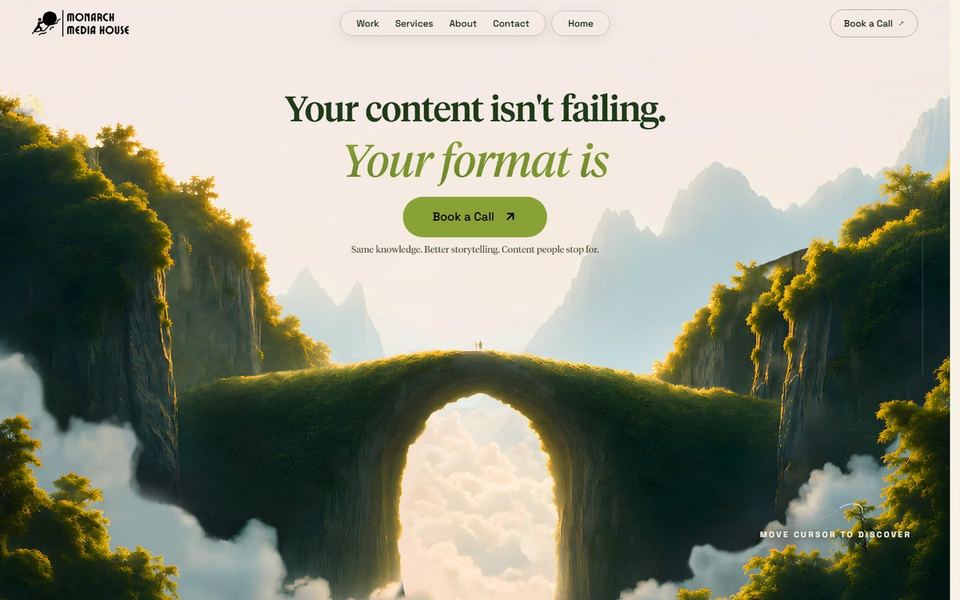 MONARCH
MEDIA HOUSE
Work Services About Contact Home
Book a Call ↗
Your content isn't failing.
Your format is
Book a Call ↗
Same knowledge. Better storytelling. Content people stop for.
MOVE CURSOR TO DISCOVER